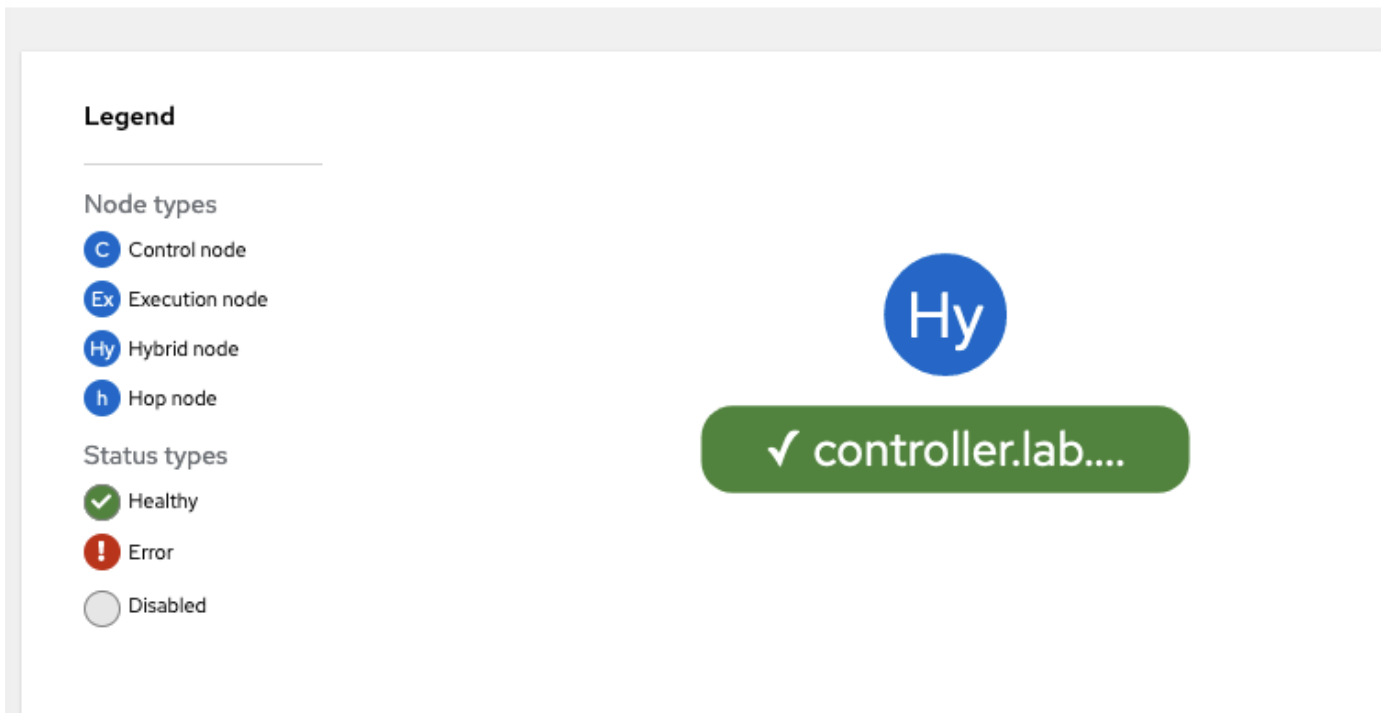 Legend
Node types
C Control node
Ex Execution node
Hy Hybrid node
h Hop node
Status types
Healthy
! Error
Disabled
Hy
✓ controller.lab....